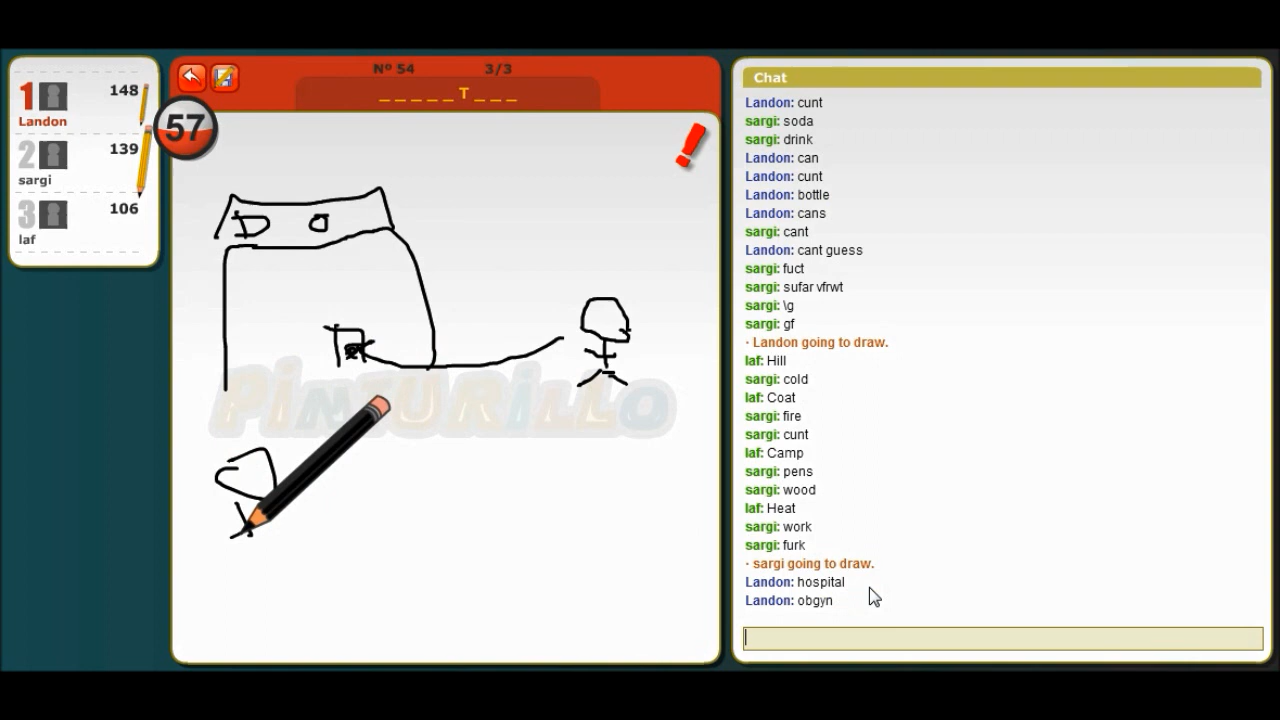 Nº 54 3/3
_ _ _ _ _ T _ _ _
1 148
Landon
57
2 139
sargi
3 106
laf
D O
Pinturillo
Chat
Landon: cunt
sargi: soda
sargi: drink
Landon: can
Landon: cunt
Landon: bottle
Landon: cans
sargi: cant
Landon: cant guess
sargi: fuct
sargi: sufar vfrwt
sargi: \g
sargi: gf
· Landon going to draw.
laf: Hill
sargi: cold
laf: Coat
sargi: fire
sargi: cunt
laf: Camp
sargi: pens
sargi: wood
laf: Heat
sargi: work
sargi: furk
· sargi going to draw.
Landon: hospital
Landon: obgyn